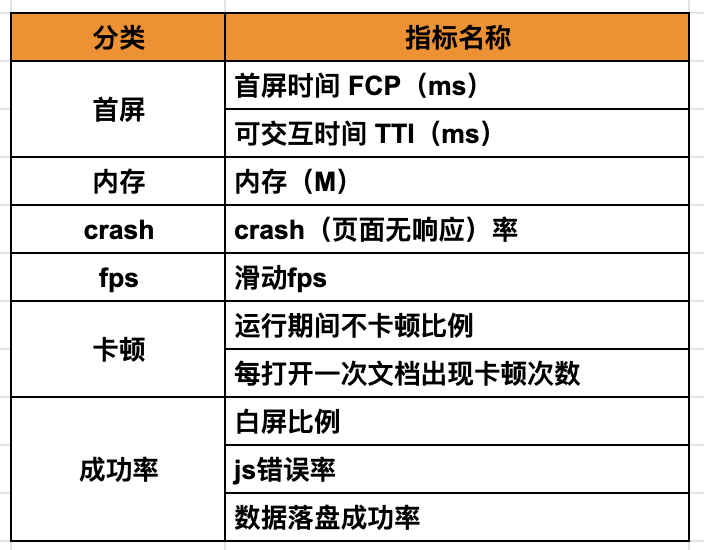 分类 指标名称
首屏 首屏时间 FCP（ms）
可交互时间 TTI（ms）
内存 内存（M）
crash crash（页面无响应）率
fps 滑动fps
卡顿 运行期间不卡顿比例
每打开一次文档出现卡顿次数
成功率 白屏比例
js错误率
数据落盘成功率